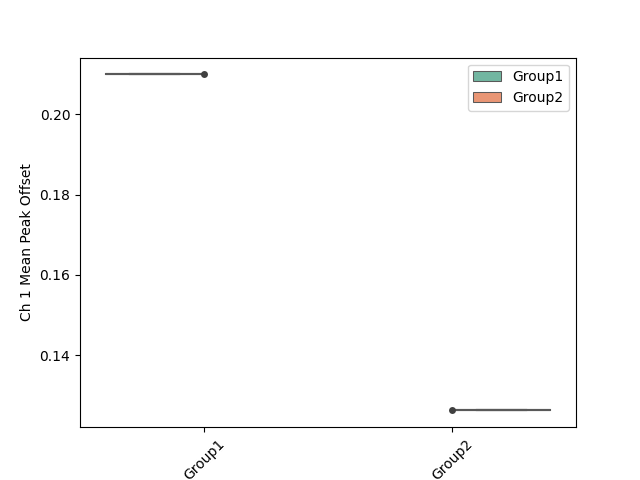 Group1
Group2
0.20
0.18
0.16
0.14
Ch 1 Mean Peak Offset
Group1
Group2